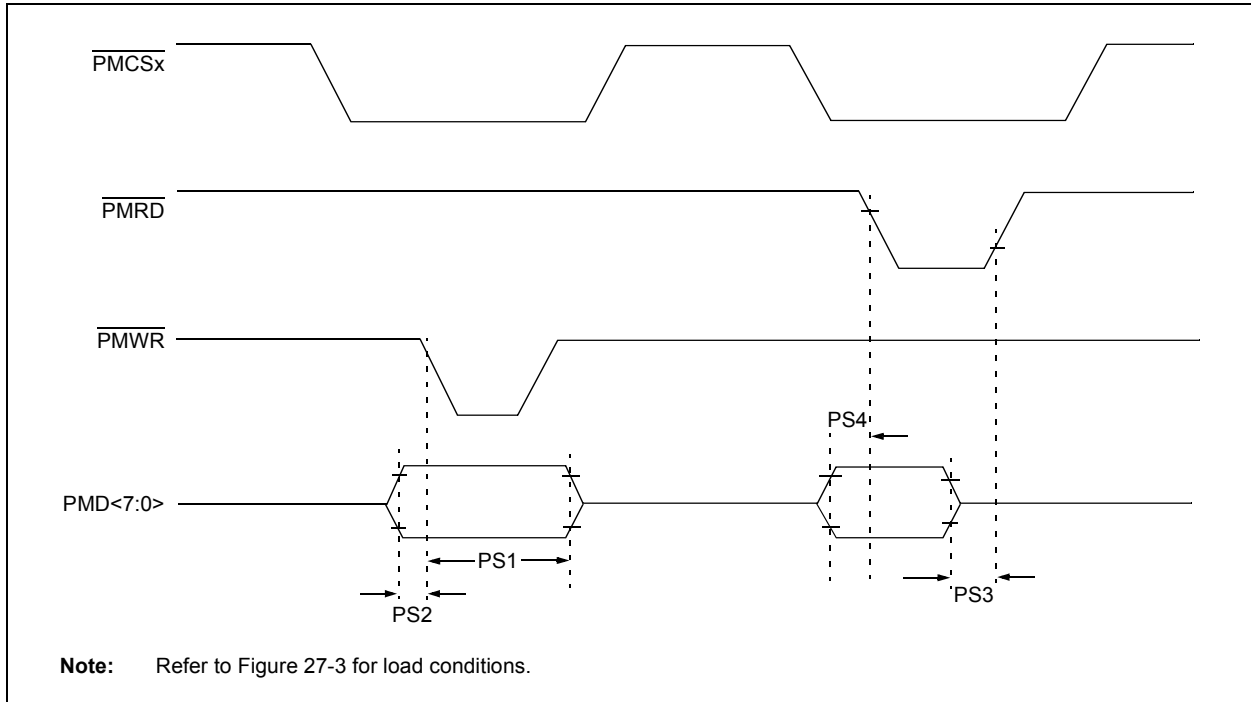 PMCSx
PMRD
PMWR
PS4
PMD<7:0>
PS1
PS3
PS2
Note: Refer to Figure 27-3 for load conditions.